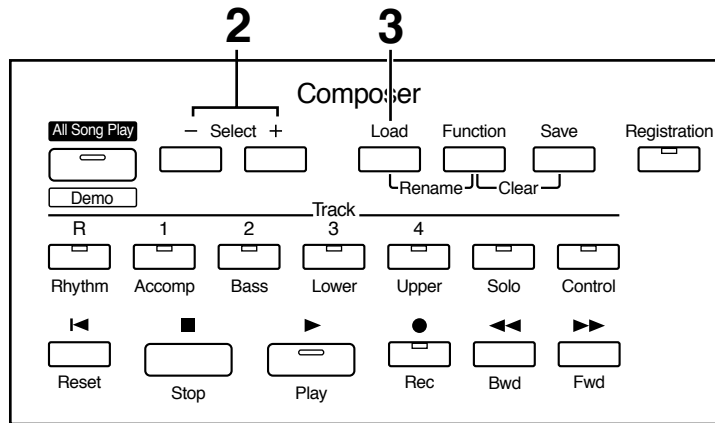 2 3
Composer
All Song Play − Select + Load Function Save Registration
Demo Rename Clear
Track
R 1 2 3 4
Rhythm Accomp Bass Lower Upper Solo Control
Reset Stop Play Rec Bwd Fwd